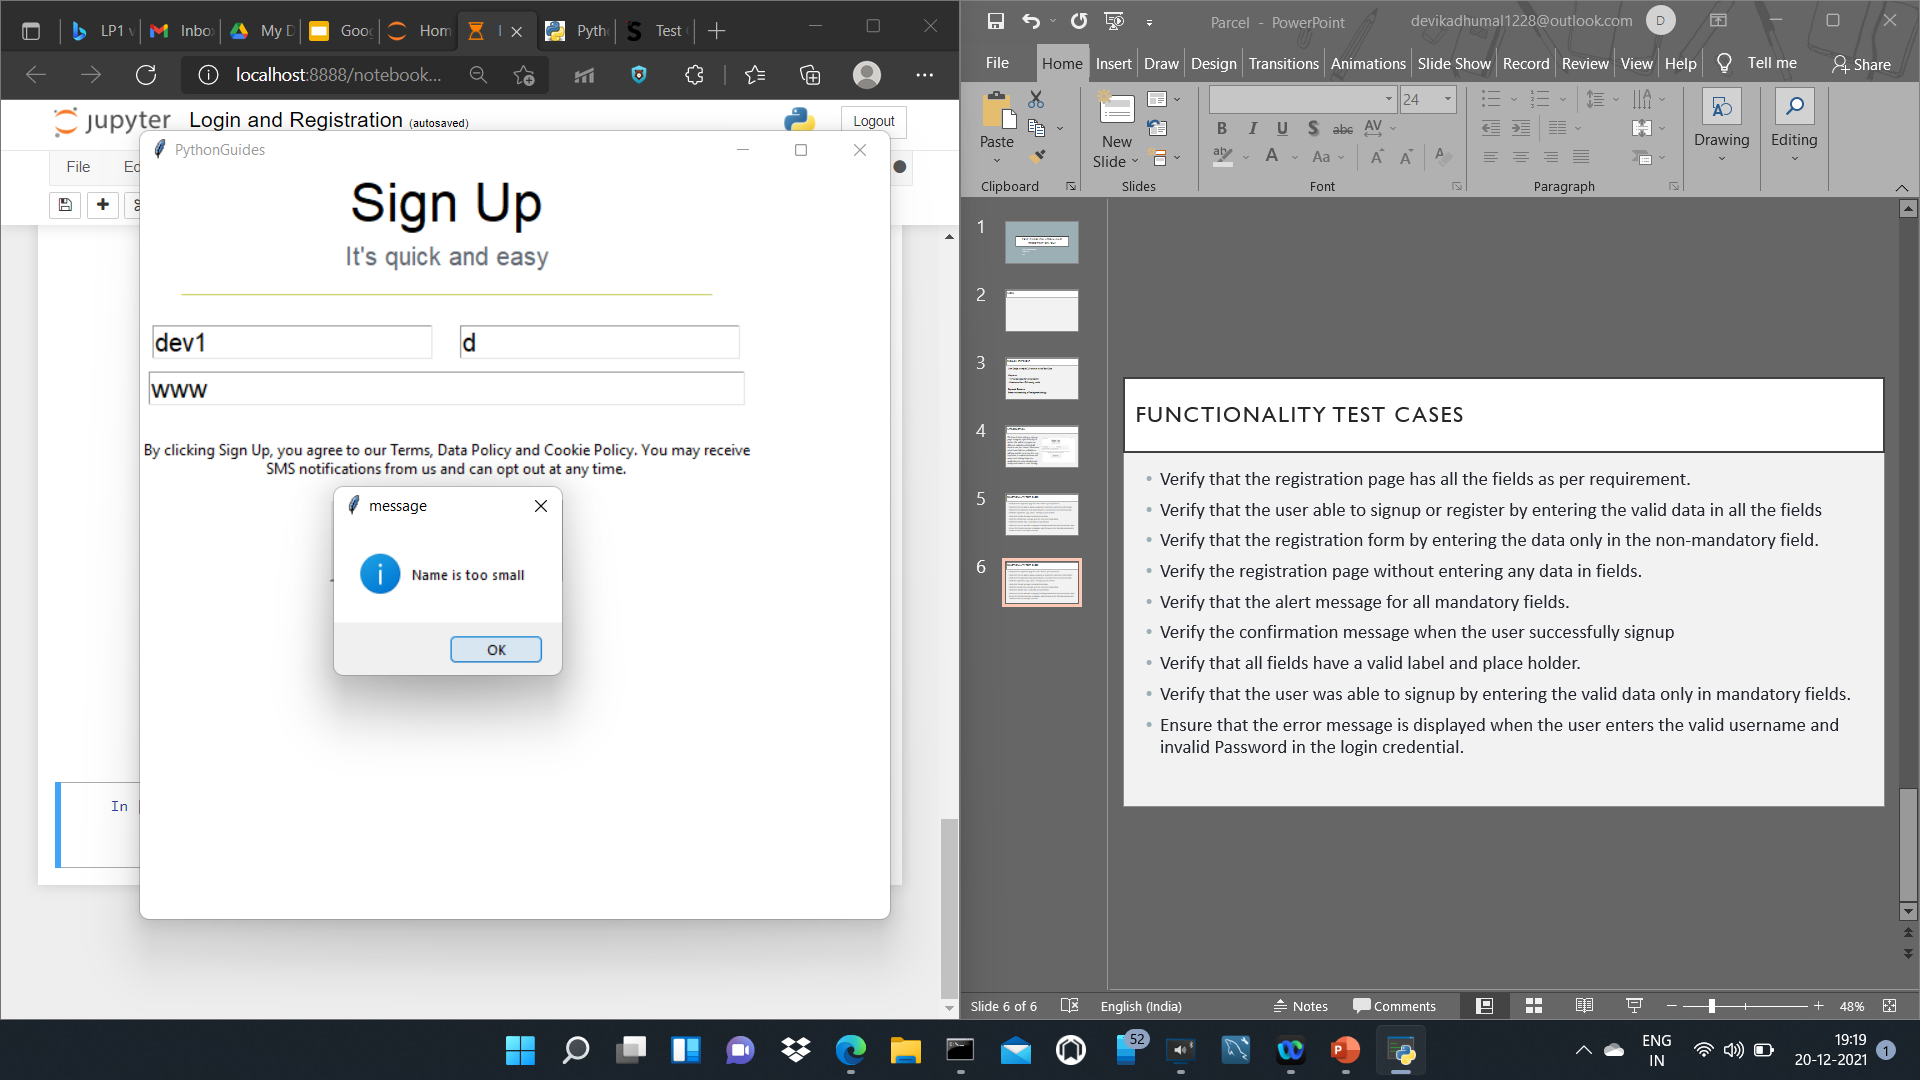 LP1
Inbo
My D
Goog
Hom
Pyth
Test
localhost:8888/notebook...
jupyter Login and Registration (autosaved)
Logout
File
PythonGuides
Sign Up
It's quick and easy
dev1
d
www
By clicking Sign Up, you agree to our Terms, Data Policy and Cookie Policy. You may receive
SMS notifications from us and can opt out at any time.
message
Name is too small
OK
In [
Parcel - PowerPoint
devikadhumal1228@outlook.com
D
File Home Insert Draw Design Transitions Animations Slide Show Record Review View Help Tell me Share
Paste
New
Slide
24
B I U S abc AV
A Aa A A A
Drawing
Editing
Clipboard
Slides
Font
Paragraph
1
2
3
4
5
6
FUNCTIONALITY TEST CASES
• Verify that the registration page has all the fields as per requirement.
• Verify that the user able to signup or register by entering the valid data in all the fields
• Verify that the registration form by entering the data only in the non-mandatory field.
• Verify the registration page without entering any data in fields.
• Verify that the alert message for all mandatory fields.
• Verify the confirmation message when the user successfully signup
• Verify that all fields have a valid label and place holder.
• Verify that the user was able to signup by entering the valid data only in mandatory fields.
• Ensure that the error message is displayed when the user enters the valid username and
invalid Password in the login credential.
Slide 6 of 6
English (India)
Notes
Comments
48%
52
ENG
IN
19:19
20-12-2021
1